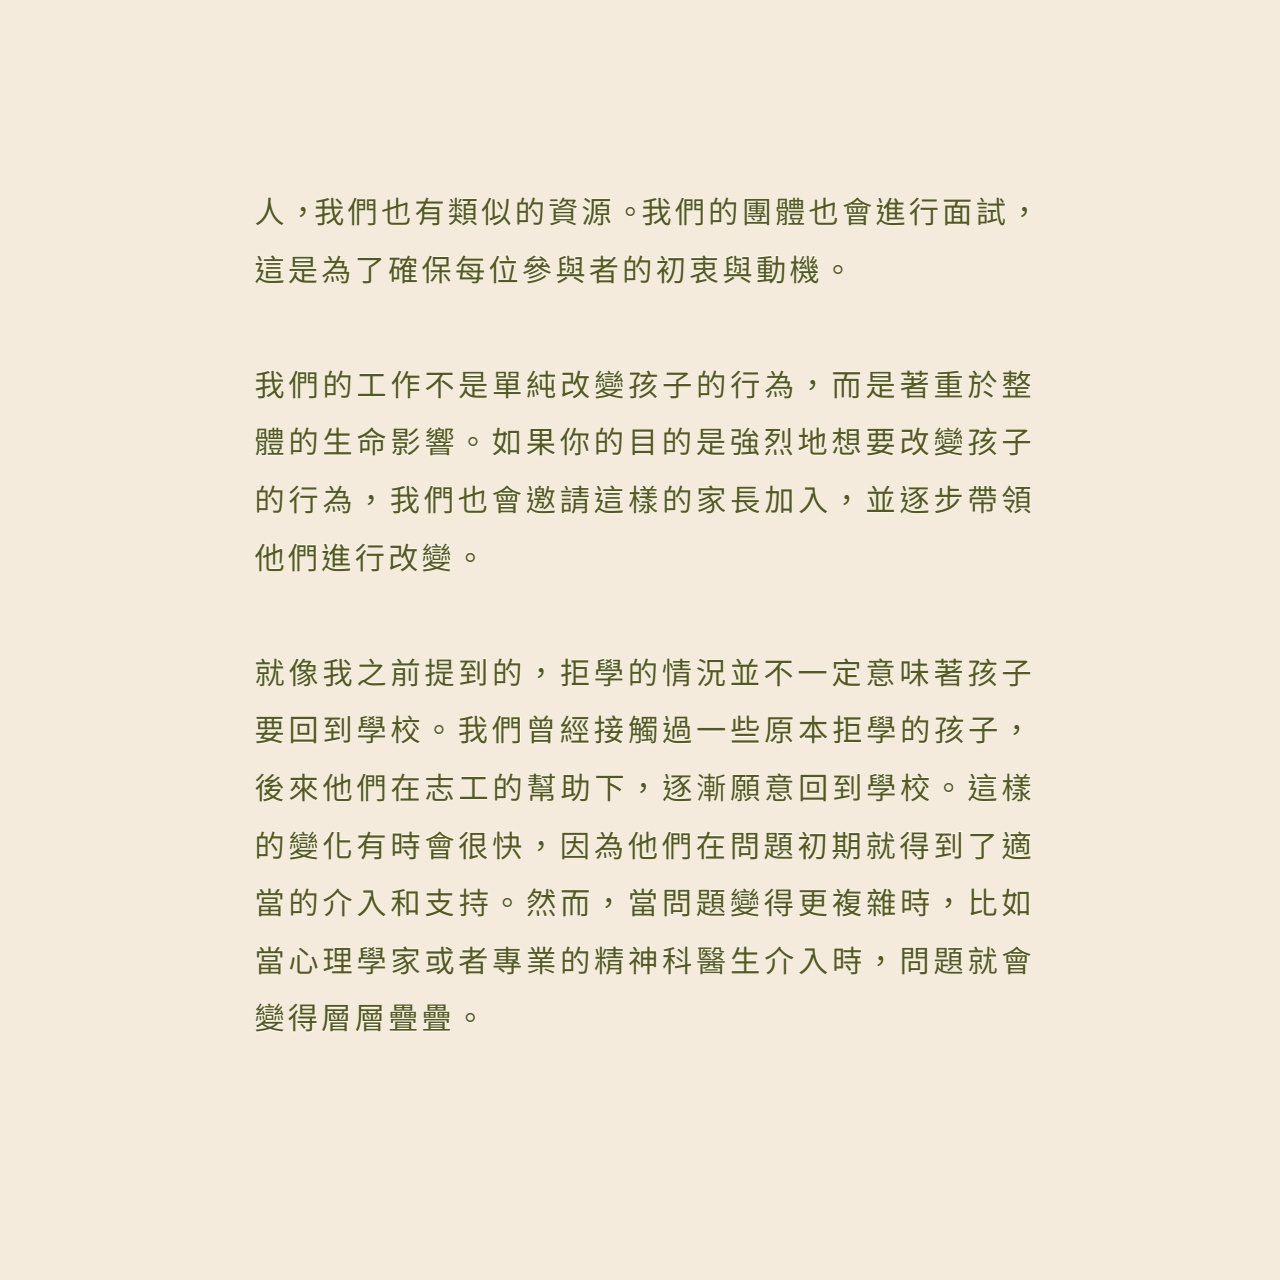 人，我們也有類似的資源。我們的團體也會進行面試，
這是為了確保每位參與者的初衷與動機。
我們的工作不是單純改變孩子的行為，而是著重於整
體的生命影響。如果你的目的是強烈地想要改變孩子
的行為，我們也會邀請這樣的家長加入，並逐步帶領
他們進行改變。
就像我之前提到的，拒學的情況並不一定意味著孩子
要回到學校。我們曾經接觸過一些原本拒學的孩子，
後來他們在志工的幫助下，逐漸願意回到學校。這樣
的變化有時會很快，因為他們在問題初期就得到了適
當的介入和支持。然而，當問題變得更複雜時，比如
當心理學家或者專業的精神科醫生介入時，問題就會
變得層層疊疊。